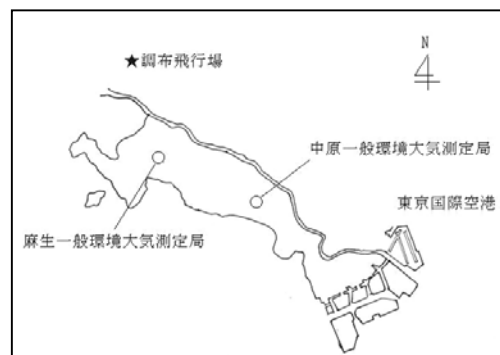 ★調布飛行場
N
中原一般環境大気測定局
東京国際空港
麻生一般環境大気測定局